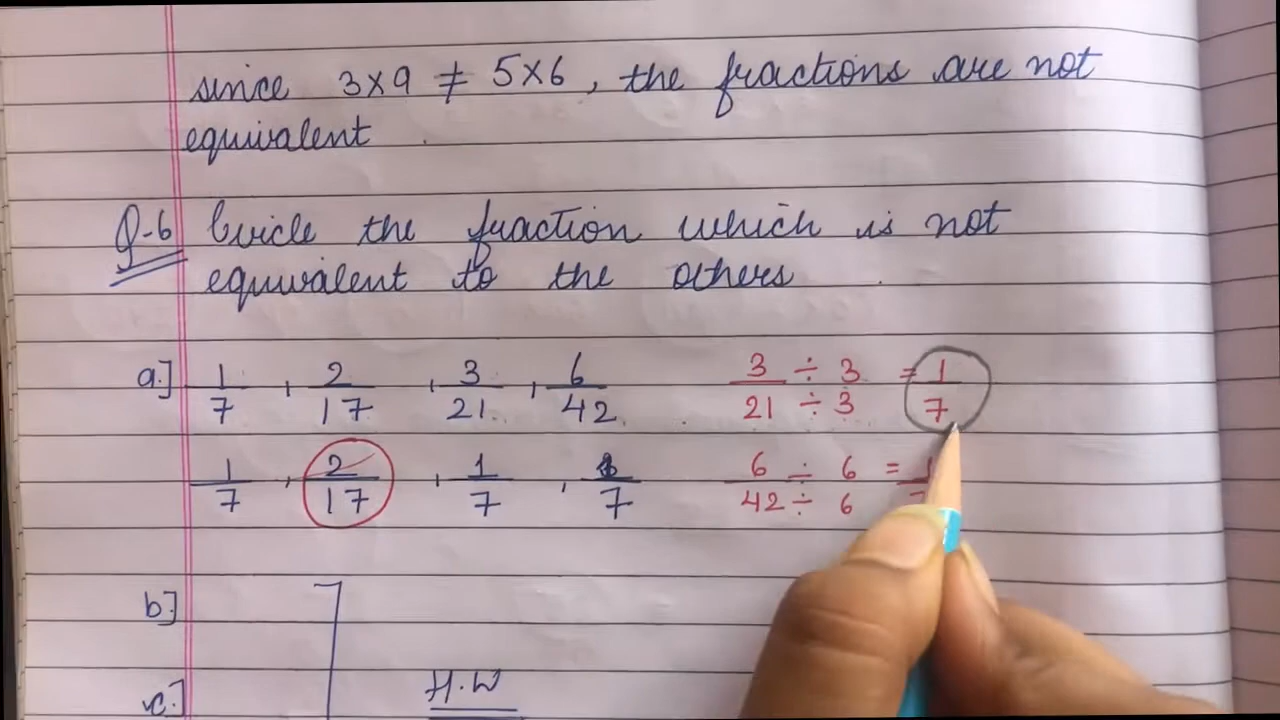 since 3×9 ≠ 5×6, the fractions are not
equivalent.
Q-6 Circle the fraction which is not
equivalent to the others.
a.] 1/7, 2/17, 3/21, 6/42 3/21 ÷ 3/3 = 1/7
1/7, 2/17, 1/7, 1/7 6/42 ÷ 6/6 = 1
b.]
c.] H.W